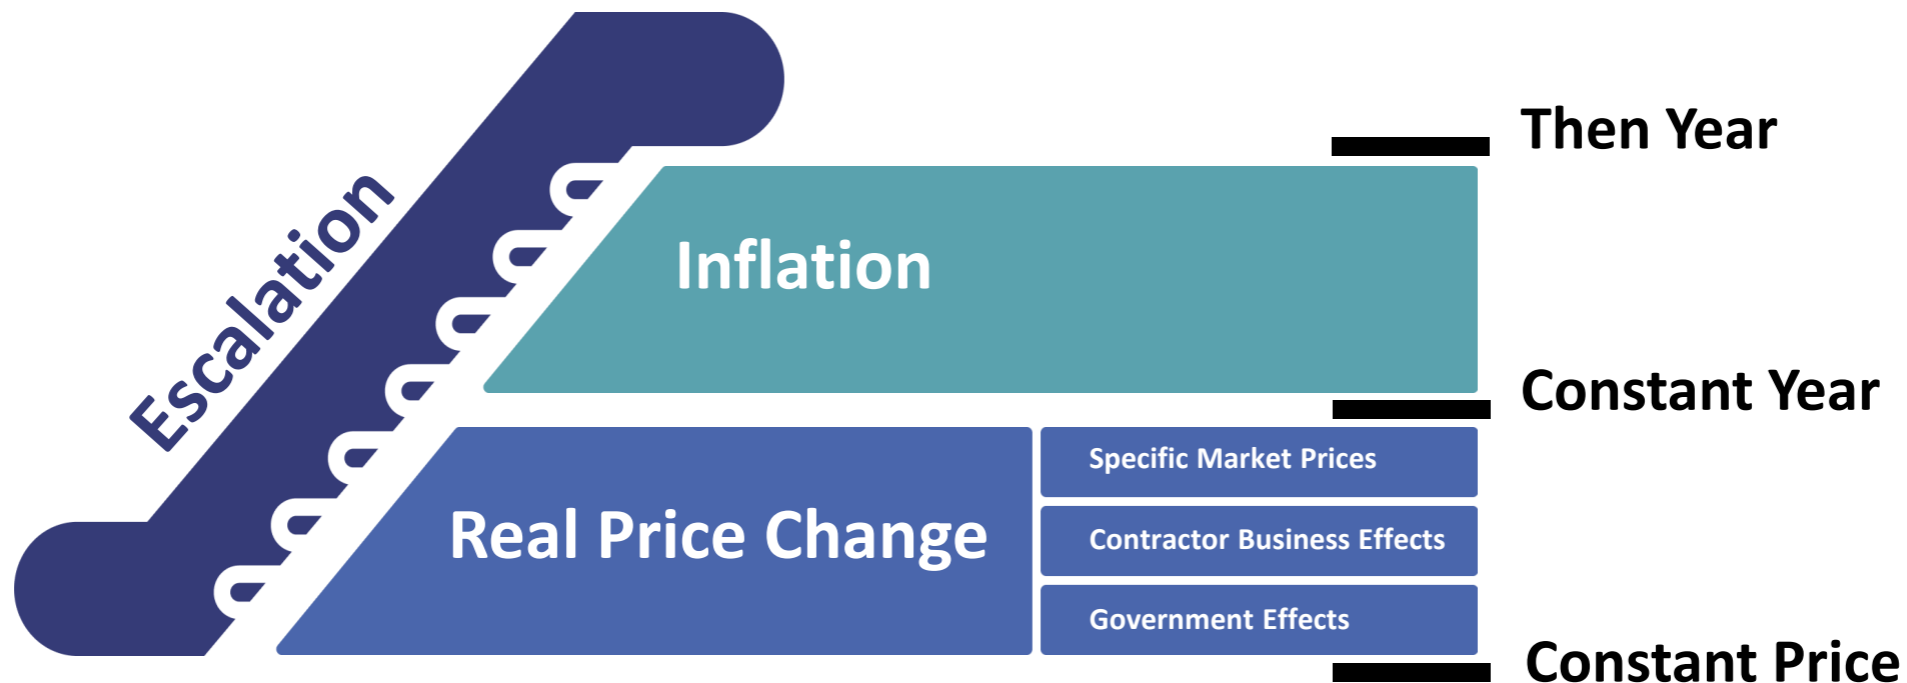 Escalation
Then Year
Inflation
Constant Year
Real Price Change
Specific Market Prices
Contractor Business Effects
Government Effects
Constant Price